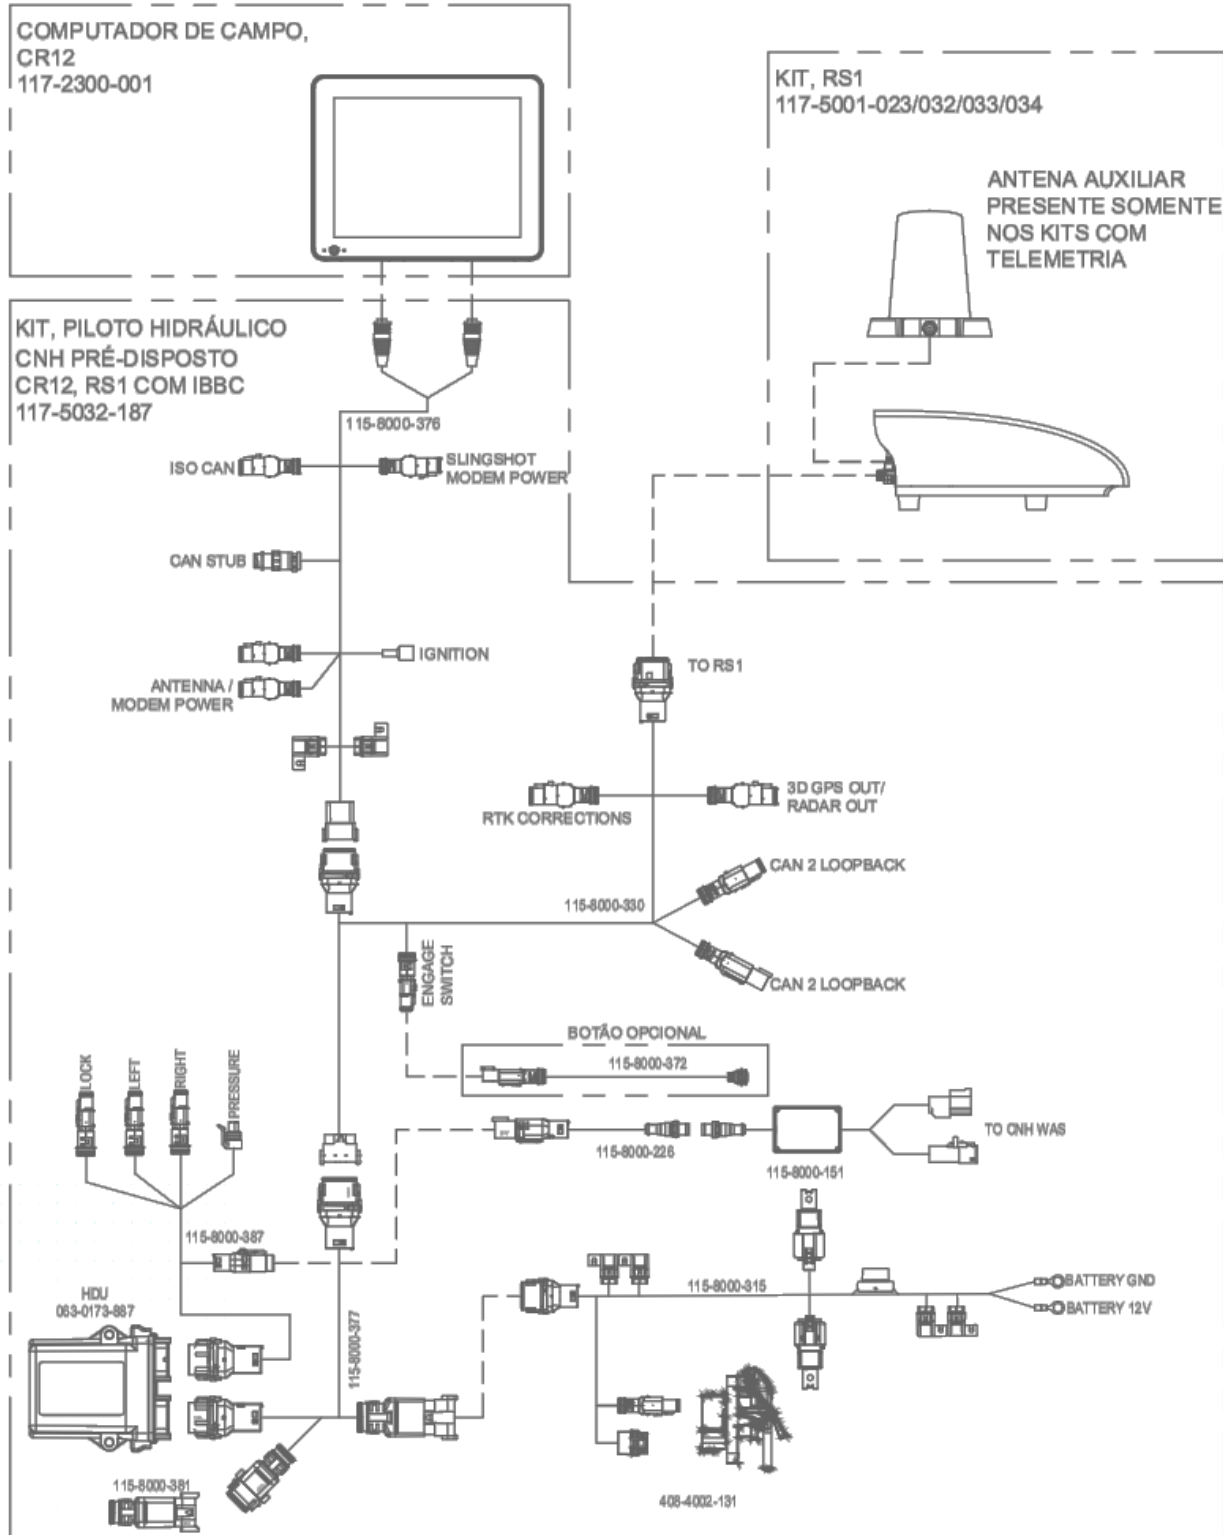 COMPUTADOR DE CAMPO,
CR12
117-2300-001
KIT, RS1
117-5001-023/032/033/034
ANTENA AUXILIAR
PRESENTE SOMENTE
NOS KITS COM
TELEMETRIA
KIT, PILOTO HIDRÁULICO
CNH PRÉ-DISPOSTO
CR12, RS1 COM IBBC
117-5032-187
115-8000-376
ISO CAN
SLINGSHOT
MODEM POWER
CAN STUB
IGNITION
ANTENNA /
MODEM POWER
TO RS1
3D GPS OUT/
RADAR OUT
RTK CORRECTIONS
CAN 2 LOOPBACK
115-8000-330
ENGAGE
SWITCH
CAN 2 LOOPBACK
BOTÃO OPCIONAL
115-8000-372
LOCK
LEFT
RIGHT
PRESSURE
TO CNH WAS
115-8000-226
115-8000-151
115-8000-387
HDU
063-0173-887
115-8000-377
115-8000-315
BATTERY GND
BATTERY 12V
115-8000-381
408-4002-131